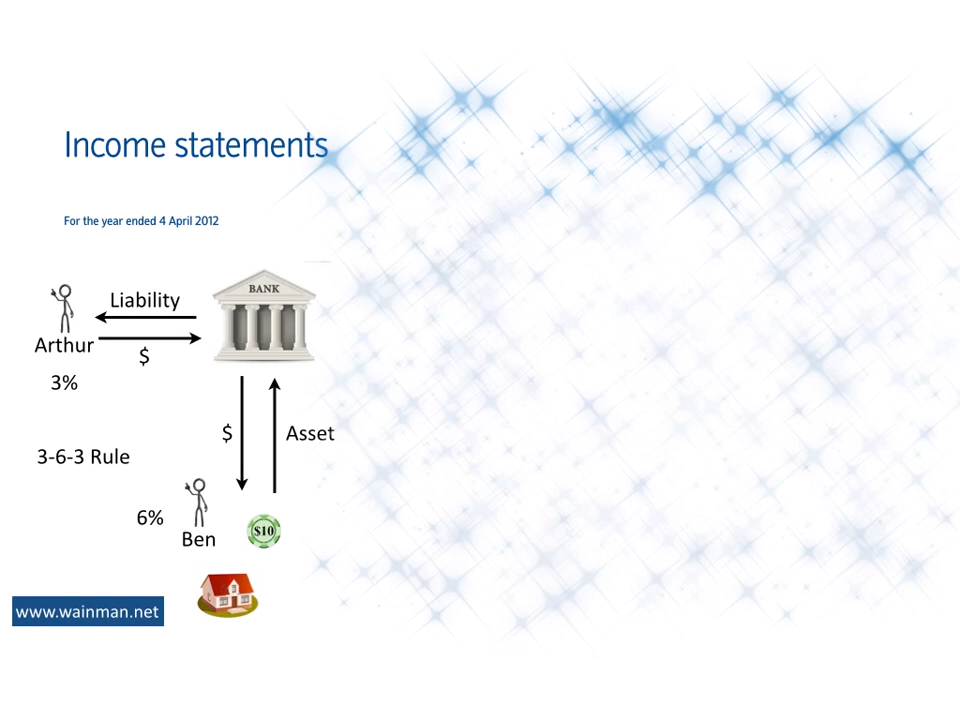 Income statements
For the year ended 4 April 2012
BANK
Liability
Arthur
$
3%
$
Asset
3-6-3 Rule
6%
$10
Ben
www.wainman.net